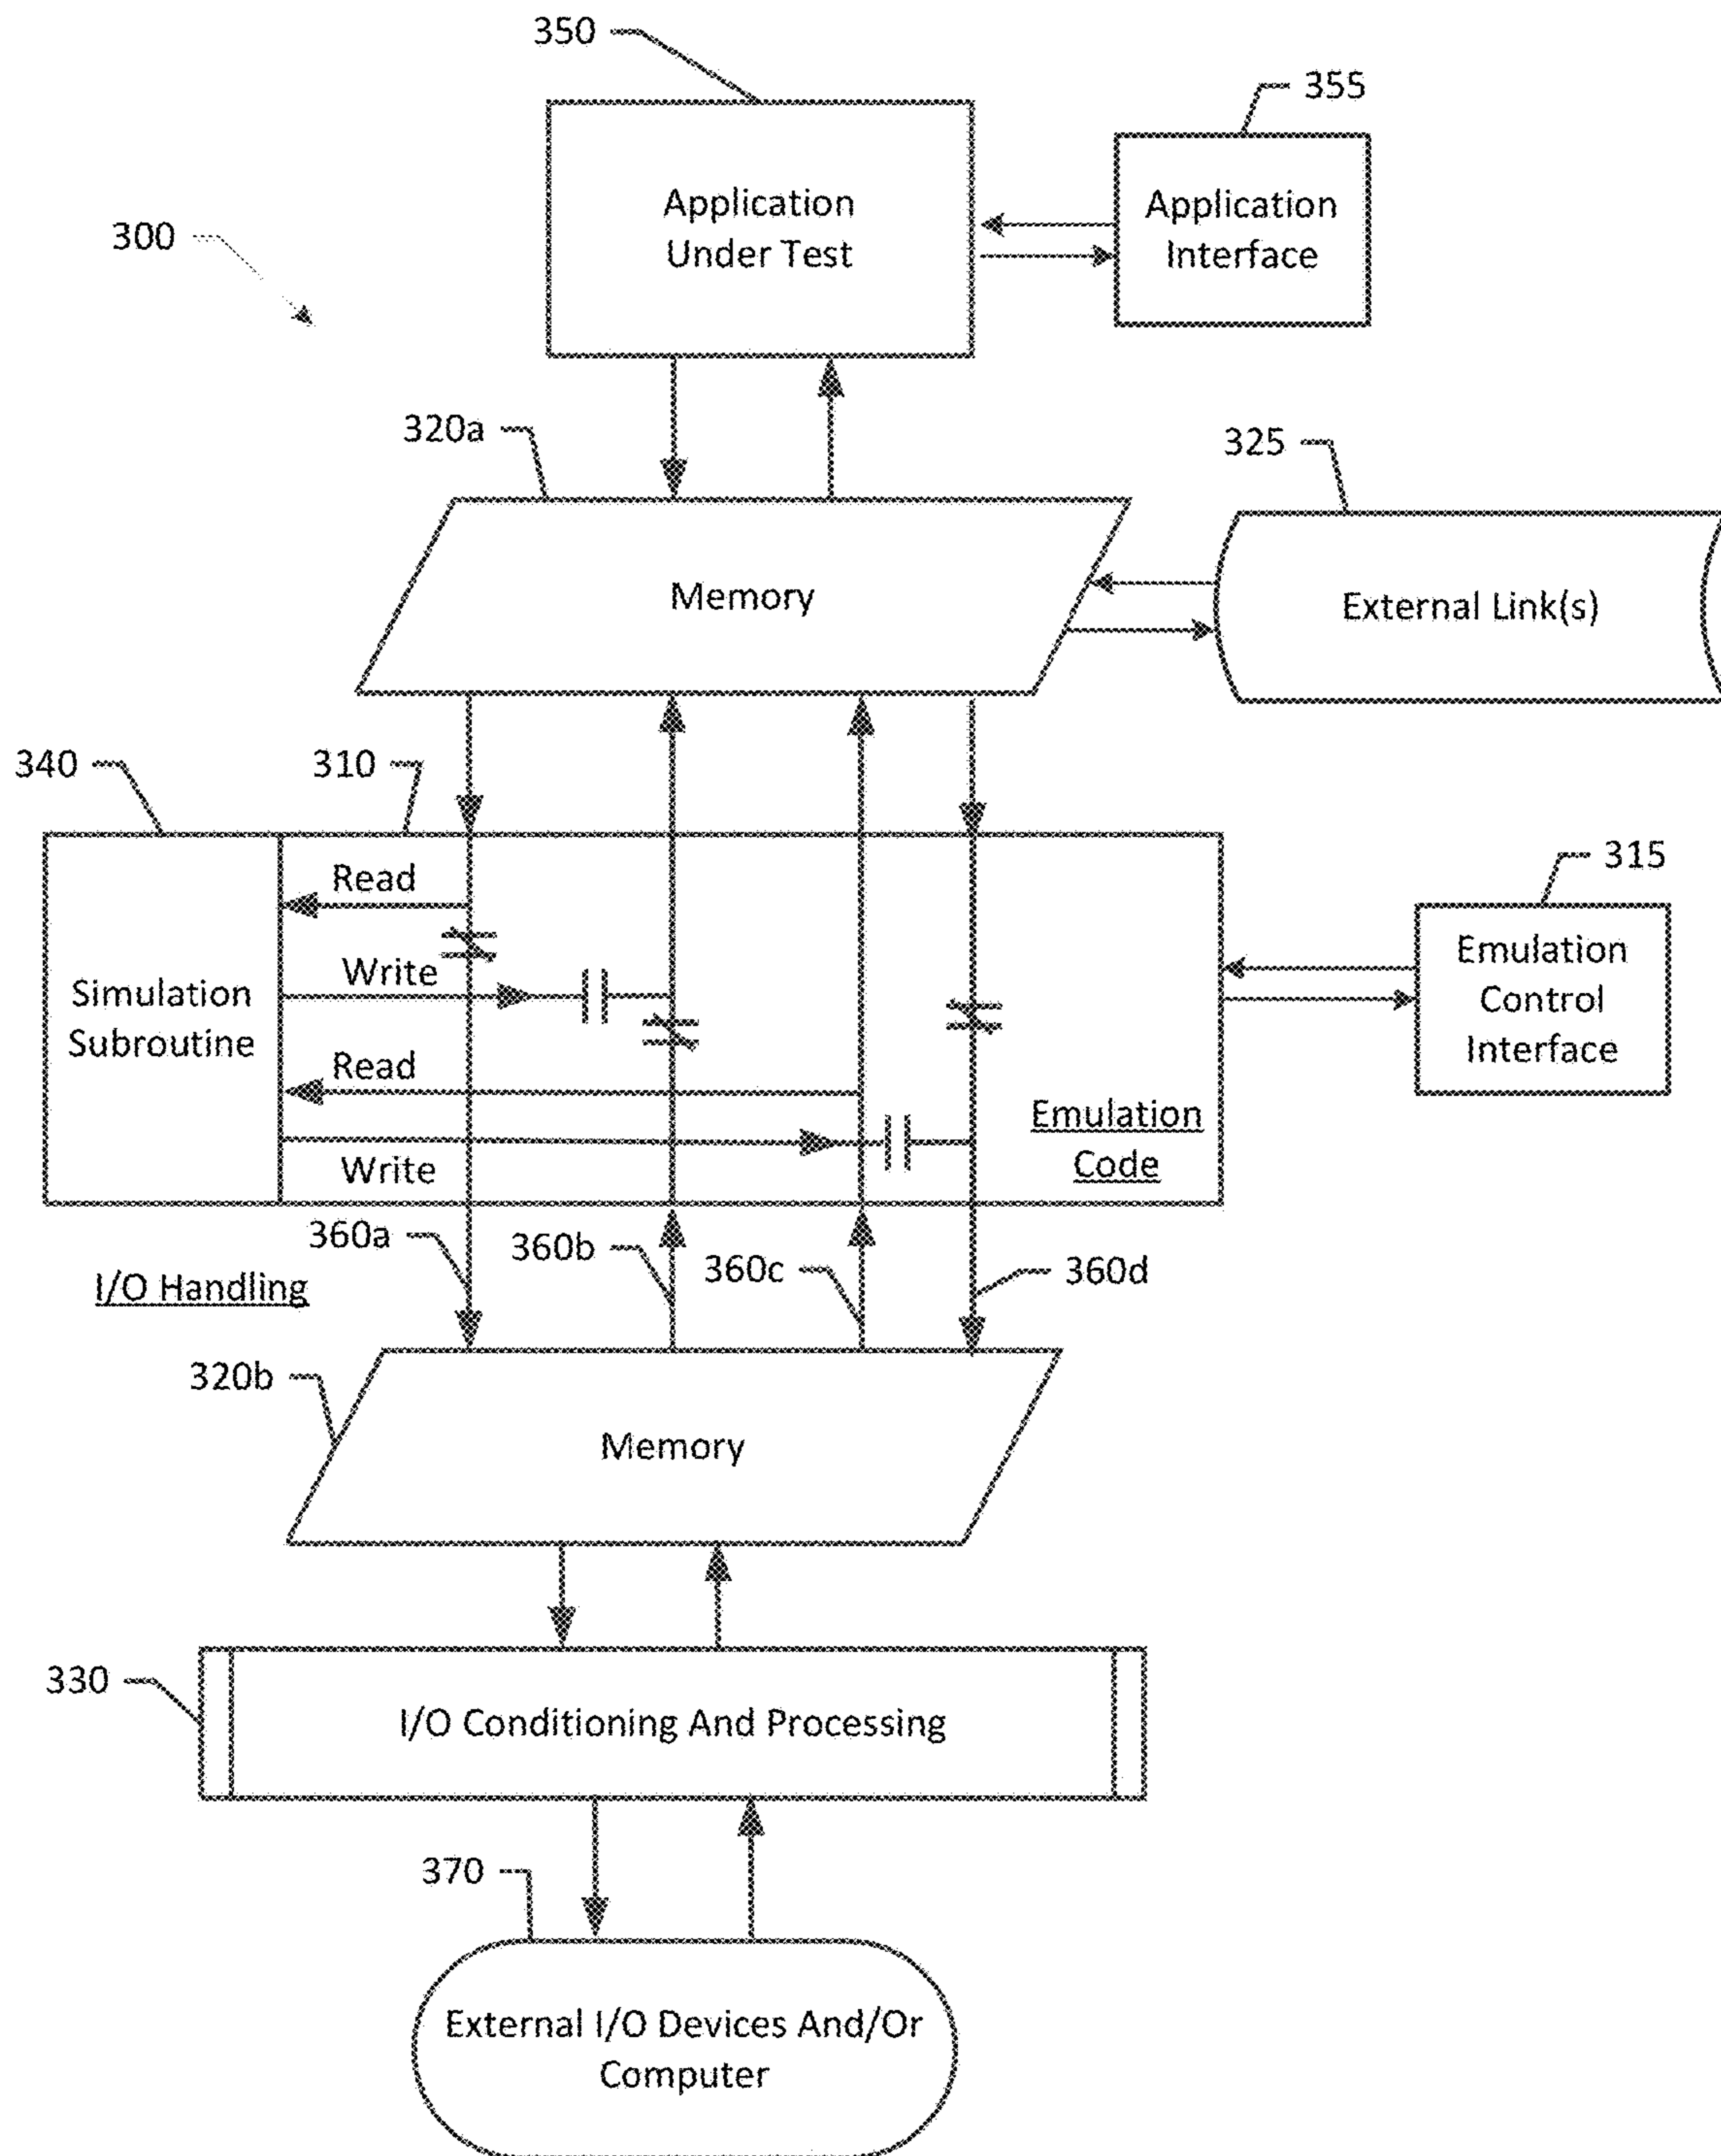 350
355
Application
Under Test
Application
Interface
300
320a
325
Memory
External Link(s)
340
310
315
Read
Write
Simulation
Subroutine
Emulation
Control
Interface
Read
Emulation
Code
Write
360a
360b
360c
360d
I/O Handling
320b
Memory
330
I/O Conditioning And Processing
370
External I/O Devices And/Or
Computer